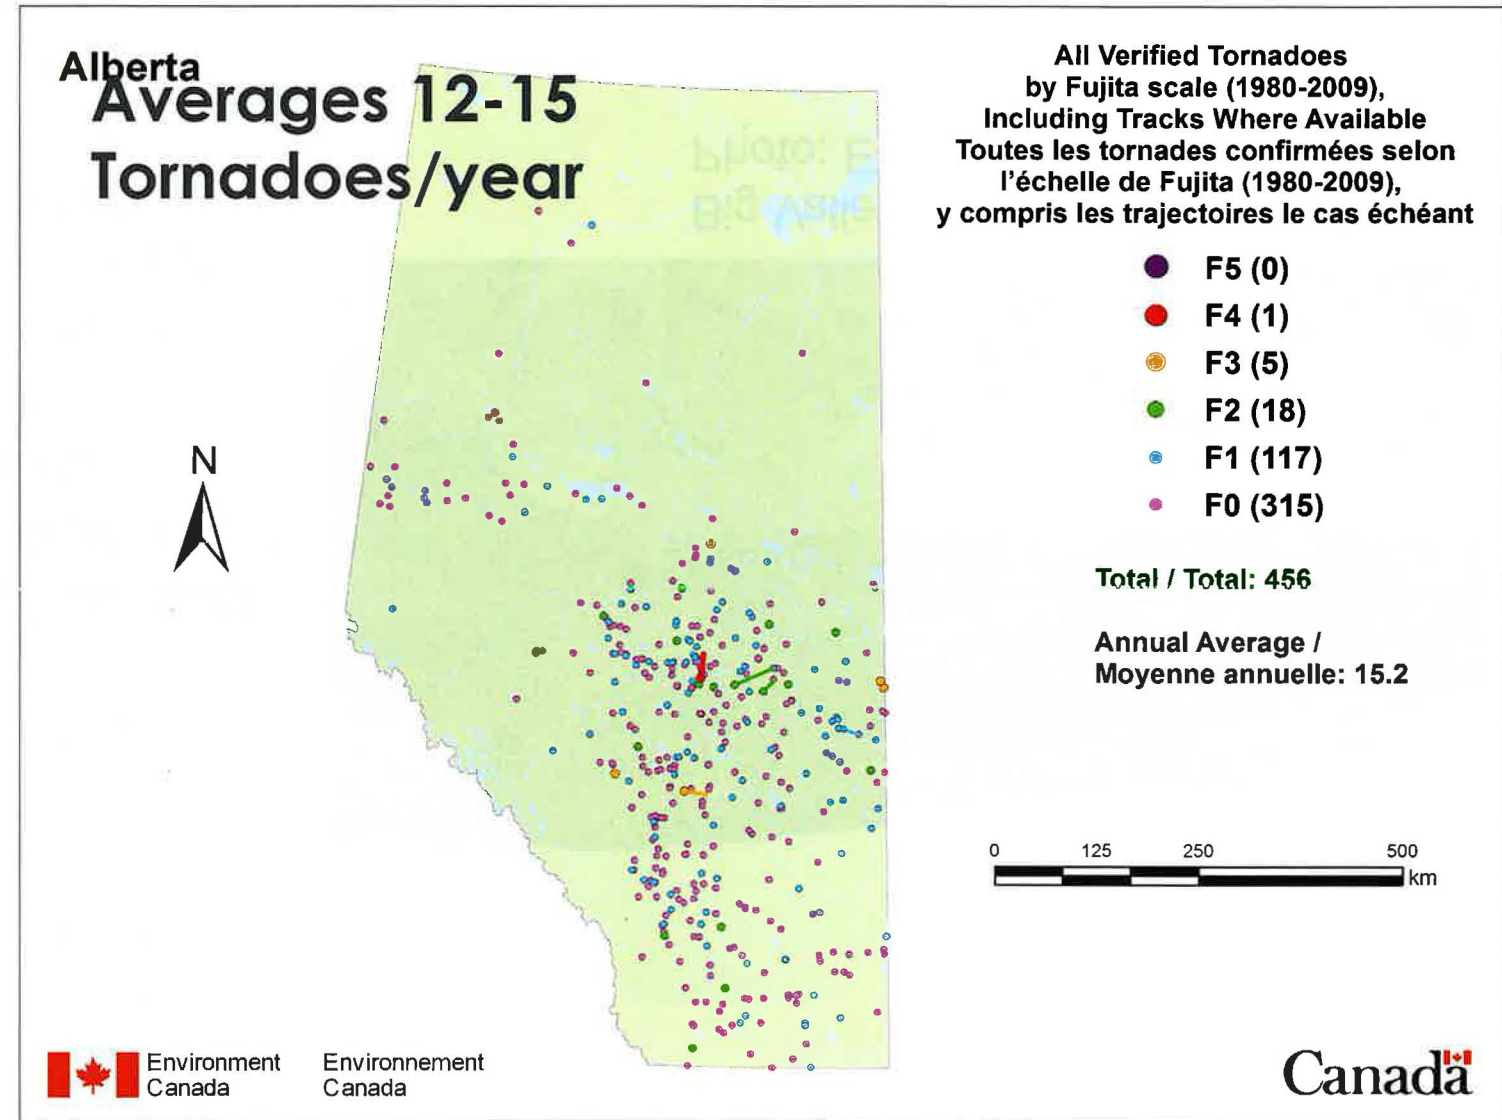 Alberta
Averages 12-15
Tornadoes/year
All Verified Tornadoes
by Fujita scale (1980-2009),
Including Tracks Where Available
Toutes les tornades confirmées selon
l'échelle de Fujita (1980-2009),
y compris les trajectoires le cas échéant
F5 (0)
F4 (1)
F3 (5)
F2 (18)
F1 (117)
F0 (315)
Total / Total: 456
Annual Average /
Moyenne annuelle: 15.2
N
0 125 250 500
km
Photo: E
Big Valle
Environment Environnement
Canada Canada
Canada